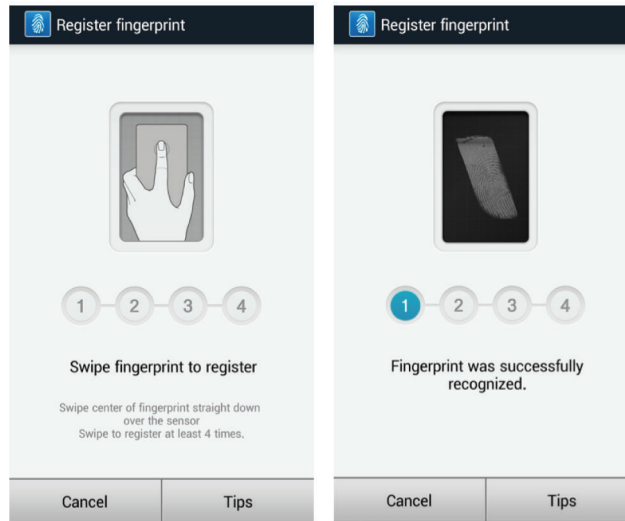 Register fingerprint
1 2 3 4
Swipe fingerprint to register
Swipe center of fingerprint straight down
over the sensor
Swipe to register at least 4 times.
Cancel Tips
Register fingerprint
1 2 3 4
Fingerprint was successfully
recognized.
Cancel Tips